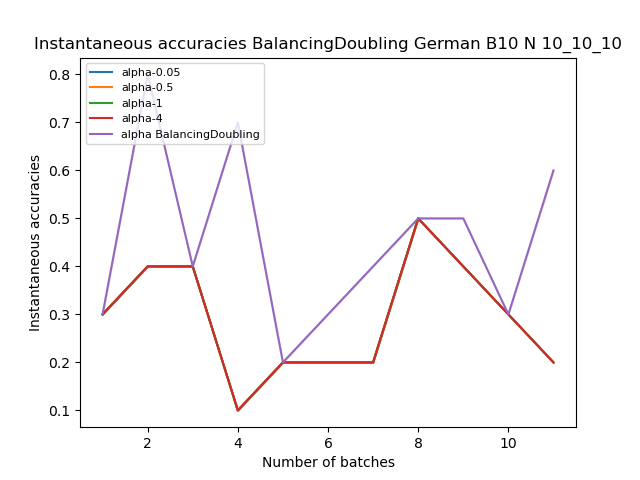 Instantaneous accuracies BalancingDoubling German B10 N 10_10_10
alpha-0.05
alpha-0.5
alpha-1
alpha-4
alpha BalancingDoubling
0.8
0.7
0.6
0.5
0.4
0.3
0.2
0.1
Instantaneous accuracies
2 4 6 8 10
Number of batches